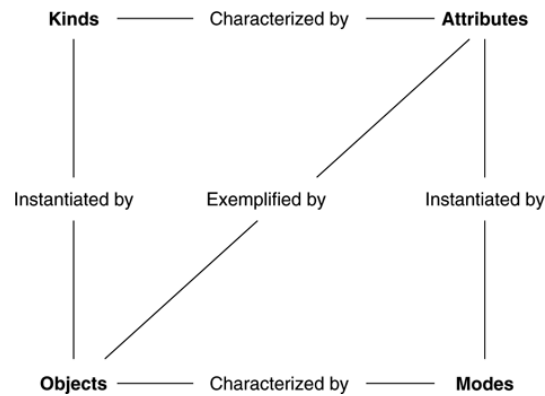 Kinds Characterized by Attributes
Instantiated by Exemplified by Instantiated by
Objects Characterized by Modes